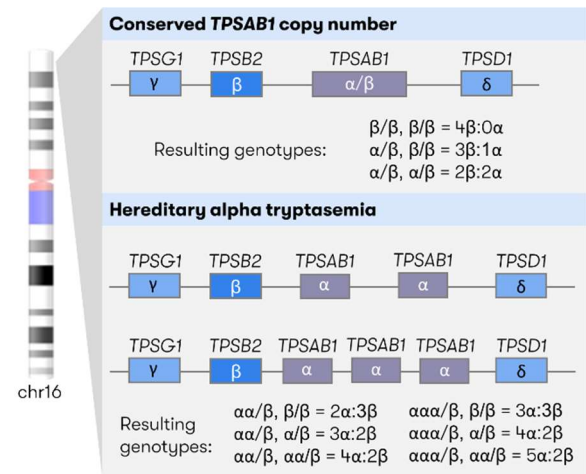 Conserved TPSAB1 copy number
TPSG1 TPSB2 TPSAB1 TPSD1
γ β α/β δ
Resulting genotypes:
β/β, β/β = 4β:0α
α/β, β/β = 3β:1α
α/β, α/β = 2β:2α
Hereditary alpha tryptasemia
TPSG1 TPSB2 TPSAB1 TPSAB1 TPSD1
γ β α α δ
TPSG1 TPSB2 TPSAB1 TPSAB1 TPSAB1 TPSD1
γ β α α α δ
chr16
Resulting
genotypes:
αα/β, β/β = 2α:3β
αα/β, α/β = 3α:2β
αα/β, αα/β = 4α:2β
ααα/β, β/β = 3α:3β
ααα/β, α/β = 4α:2β
ααα/β, αα/β = 5α:2β